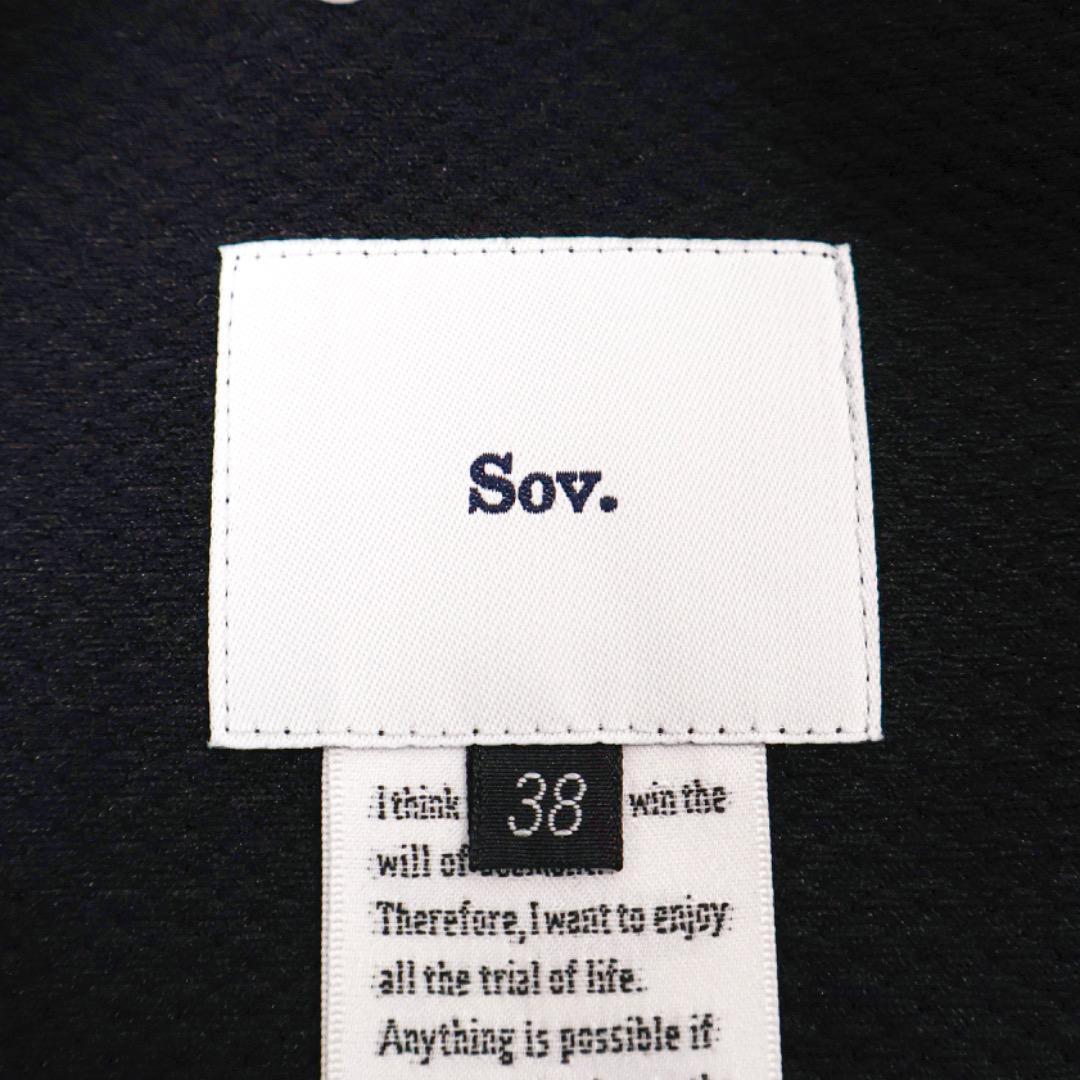 Sov.
38
I think win the
will of
Therefore, I want to enjoy
all the trial of life.
Anything is possible if